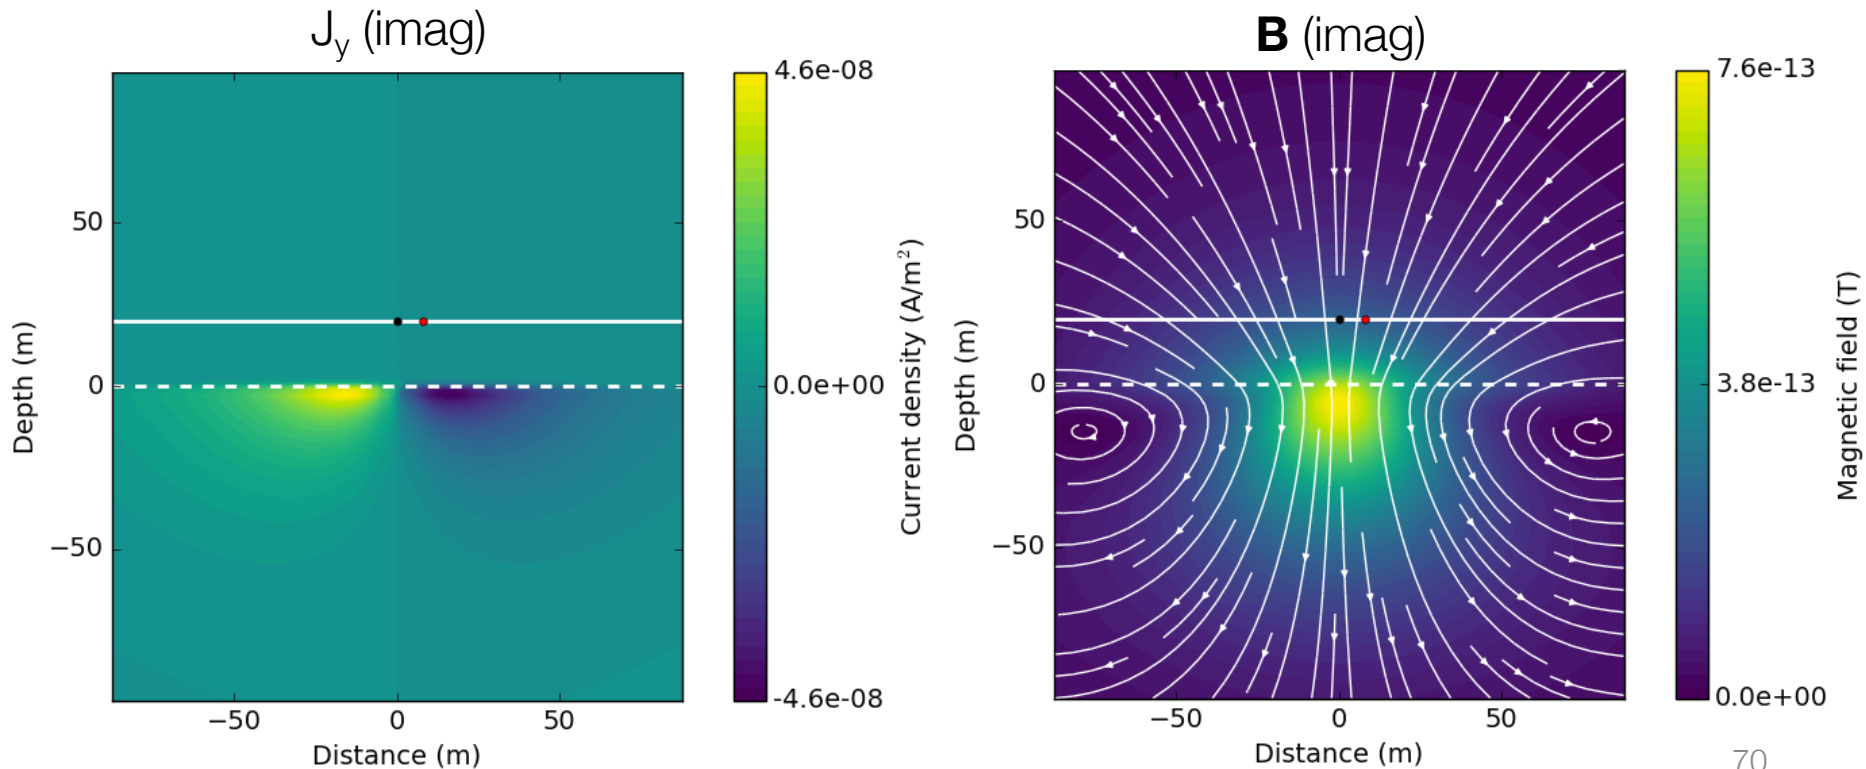 J_y (imag)
4.6e-08
50
0
−50
Depth (m)
−50
0
50
Distance (m)
0.0e+00
-4.6e-08
Current density (A/m²)
B (imag)
7.6e-13
50
0
−50
Depth (m)
−50
0
50
Distance (m)
3.8e-13
0.0e+00
Magnetic field (T)
70